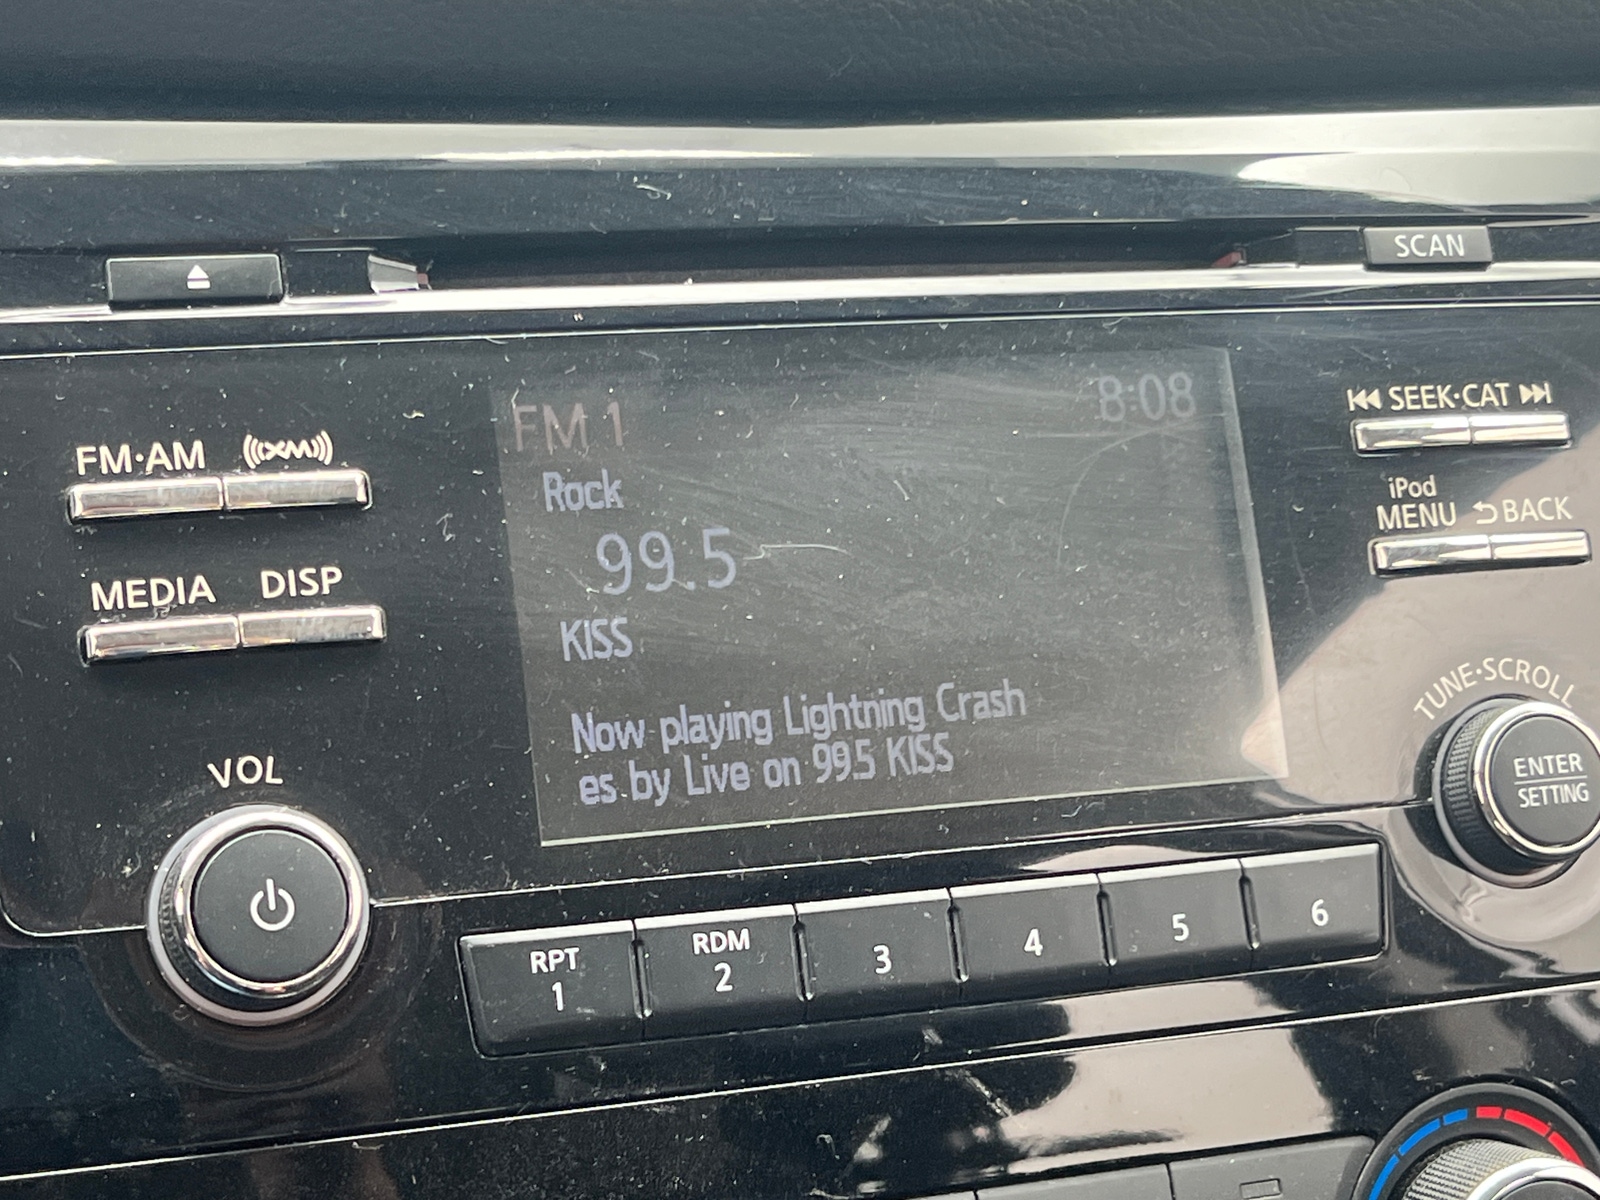 SCAN
FM 1 8:08
Rock
99.5
KISS
Now playing Lightning Crash
es by Live on 99.5 KISS
FM·AM (((XM)))
MEDIA DISP
VOL
SEEK·CAT
iPod
MENU BACK
TUNE·SCROLL
ENTER
SETTING
RPT RDM
1 2 3 4 5 6